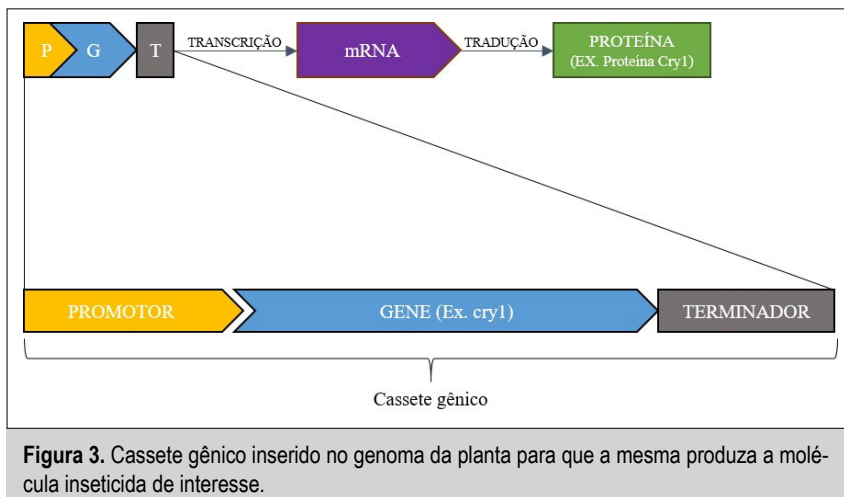 P G T TRANSCRIÇÃO mRNA TRADUÇÃO PROTEÍNA
(EX. Proteína Cry1)
PROMOTOR GENE (Ex. cry1) TERMINADOR
Cassete gênico
Figura 3. Cassete gênico inserido no genoma da planta para que a mesma produza a molé-
cula inseticida de interesse.